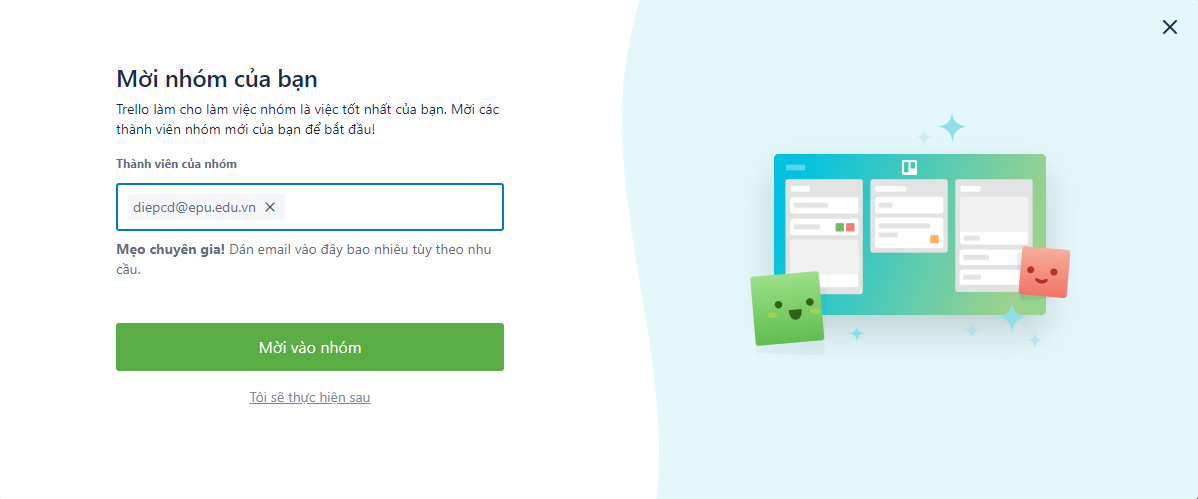 Mời nhóm của bạn
Trello làm cho làm việc nhóm là việc tốt nhất của bạn. Mời các
thành viên nhóm mới của bạn để bắt đầu!
Thành viên của nhóm
diepcd@epu.edu.vn
Mẹo chuyên gia! Dán email vào đây bao nhiêu tùy theo nhu
cầu.
Mời vào nhóm
Tôi sẽ thực hiện sau